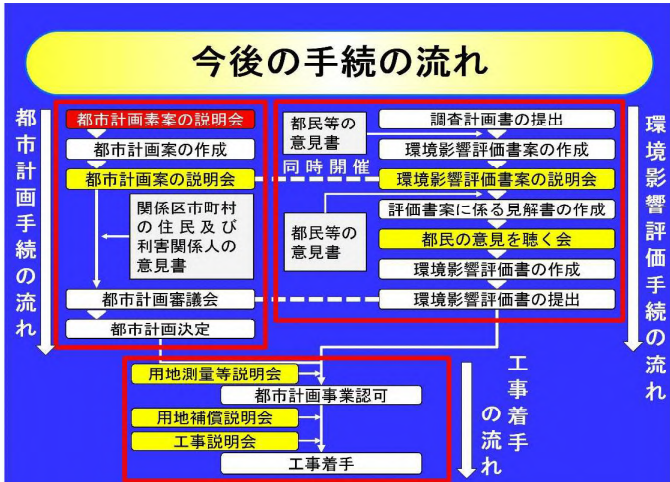 今後の手続の流れ
都市計画手続の流れ
都市計画素案の説明会
都市計画案の作成
都市計画案の説明会
関係区市町村
の住民及び
利害関係人の
意見書
都市計画審議会
都市計画決定
同時開催
都民等の
意見書
調査計画書の提出
環境影響評価書案の作成
環境影響評価書案の説明会
都民等の
意見書
評価書案に係る見解書の作成
都民の意見を聴く会
環境影響評価書の作成
環境影響評価書の提出
環境影響評価手続の流れ
用地測量等説明会
都市計画事業認可
用地補償説明会
工事説明会
工事着手
工事着手
の流れ